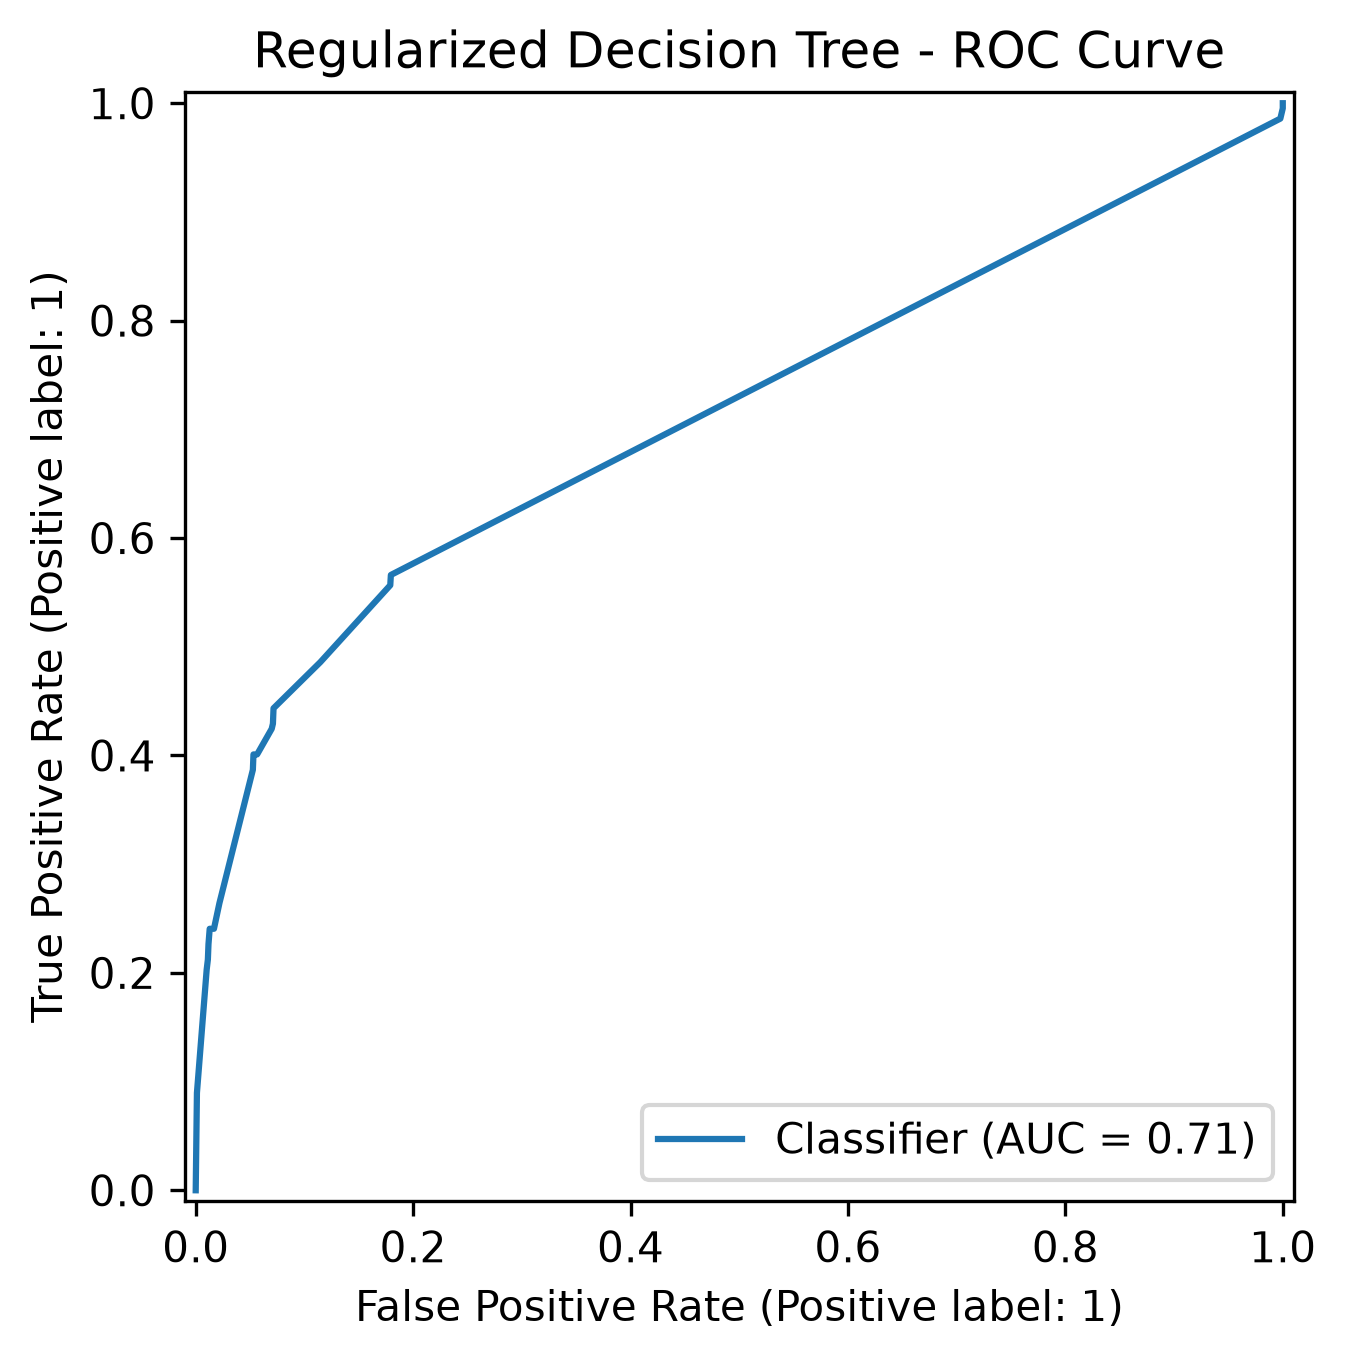 Regularized Decision Tree - ROC Curve
True Positive Rate (Positive label: 1)
1.0
0.8
0.6
0.4
0.2
0.0
Classifier (AUC = 0.71)
0.0 0.2 0.4 0.6 0.8 1.0
False Positive Rate (Positive label: 1)